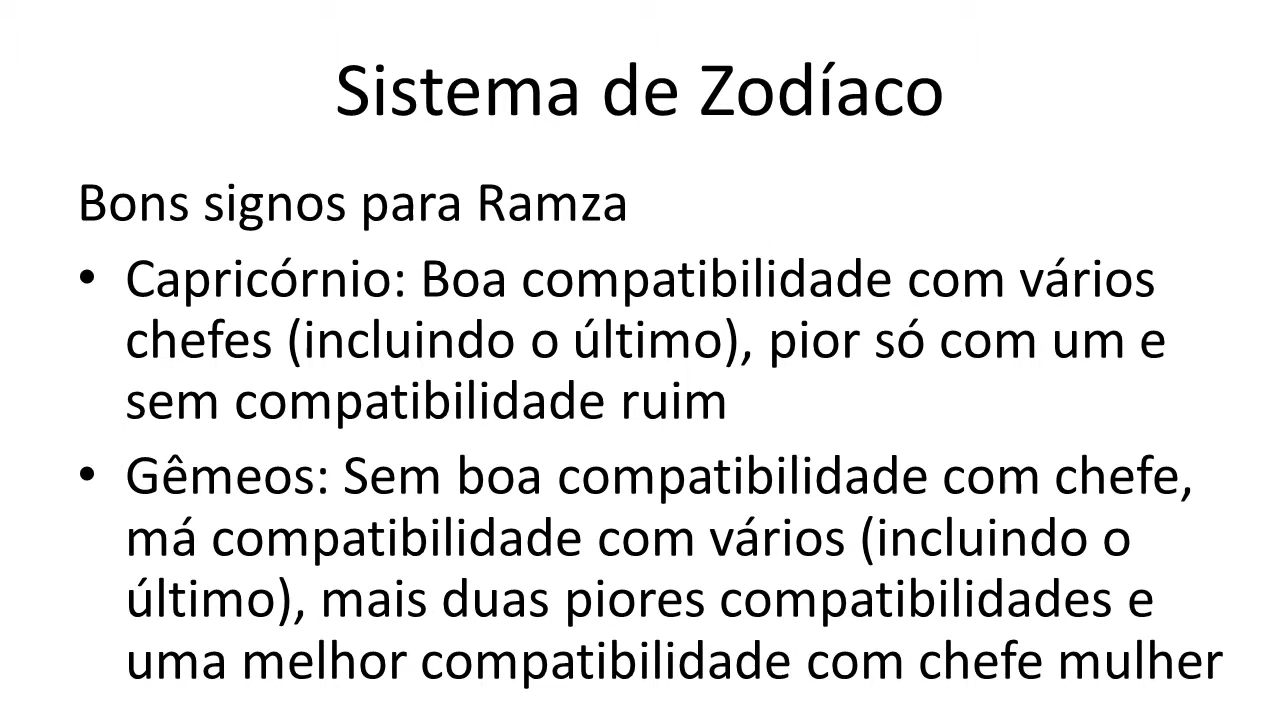 Sistema de Zodíaco
Bons signos para Ramza
• Capricórnio: Boa compatibilidade com vários
chefes (incluindo o último), pior só com um e
sem compatibilidade ruim
• Gêmeos: Sem boa compatibilidade com chefe,
má compatibilidade com vários (incluindo o
último), mais duas piores compatibilidades e
uma melhor compatibilidade com chefe mulher